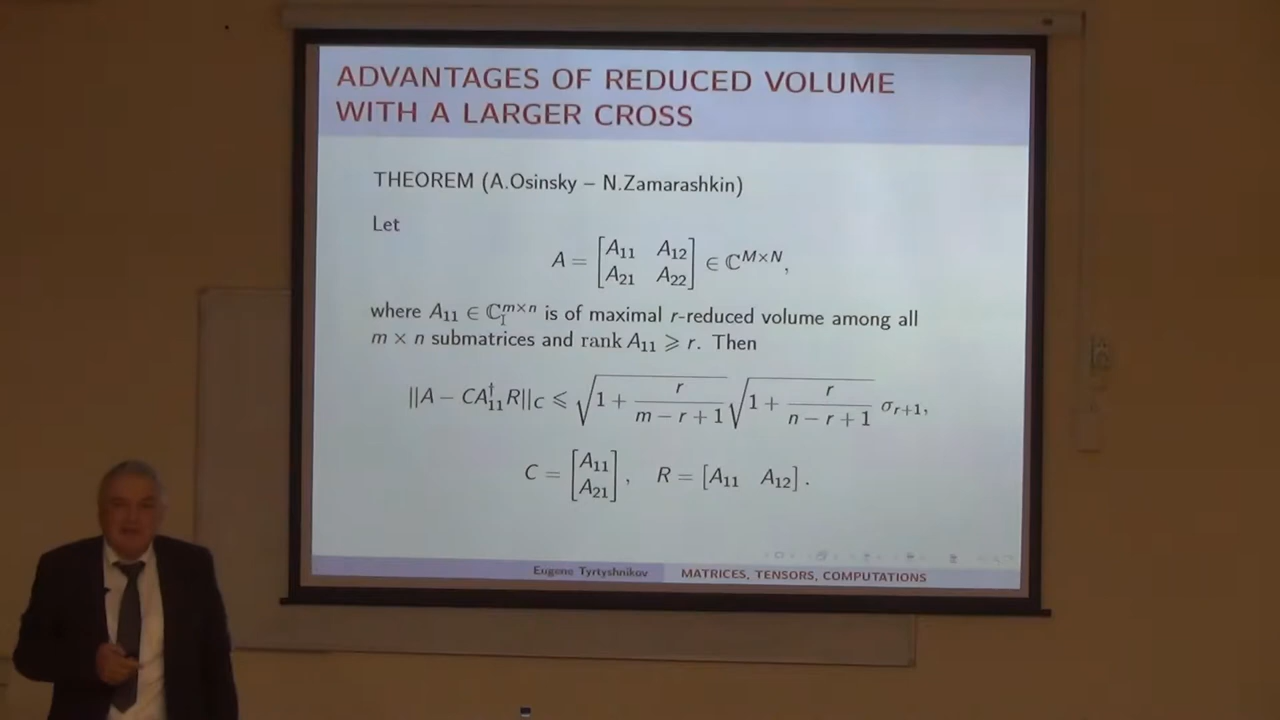 ADVANTAGES OF REDUCED VOLUME
WITH A LARGER CROSS
THEOREM (A.Osinsky – N.Zamarashkin)
Let
A = [A₁₁ A₁₂; A₂₁ A₂₂] ∈ ℂ^{M×N},
where A₁₁ ∈ ℂ^{m×n} is of maximal r-reduced volume among all
m × n submatrices and rank A₁₁ ⩾ r. Then
||A − CA₁₁^†R||_C ⩽ √(1 + r/(m − r + 1)) √(1 + r/(n − r + 1)) σ_{r+1},
C = [A₁₁; A₂₁], R = [A₁₁ A₁₂].
Eugene Tyrtyshnikov MATRICES, TENSORS, COMPUTATIONS